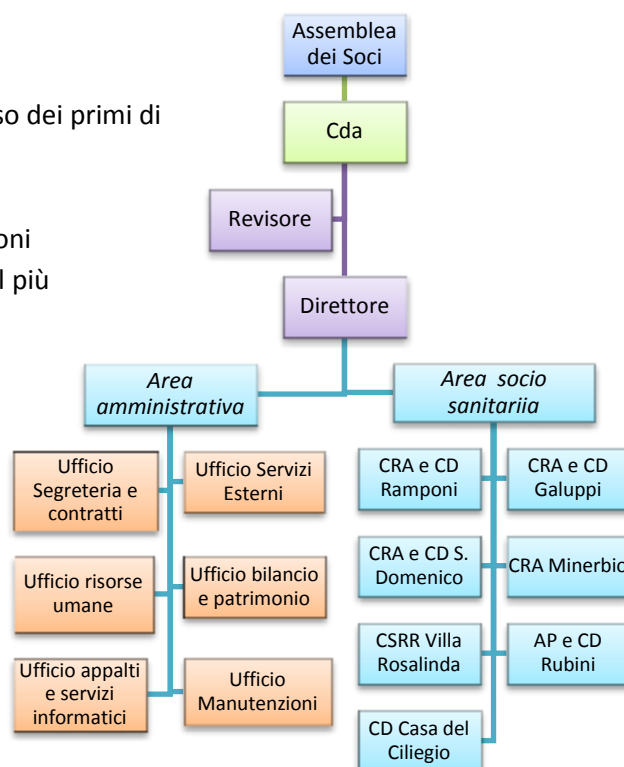 Assemblea
dei Soci
so dei primi di
Cda
Revisore
oni
l più
Direttore
Area
amministrativa
Area socio
sanitariia
Ufficio
Segreteria e
contratti
Ufficio Servizi
Esterni
CRA e CD
Ramponi
CRA e CD
Galuppi
Ufficio risorse
umane
Ufficio bilancio
e patrimonio
CRA e CD S.
Domenico
CRA Minerbio
Ufficio appalti
e servizi
informatici
Ufficio
Manutenzioni
CSRR Villa
Rosalinda
AP e CD
Rubini
CD Casa del
Ciliegio